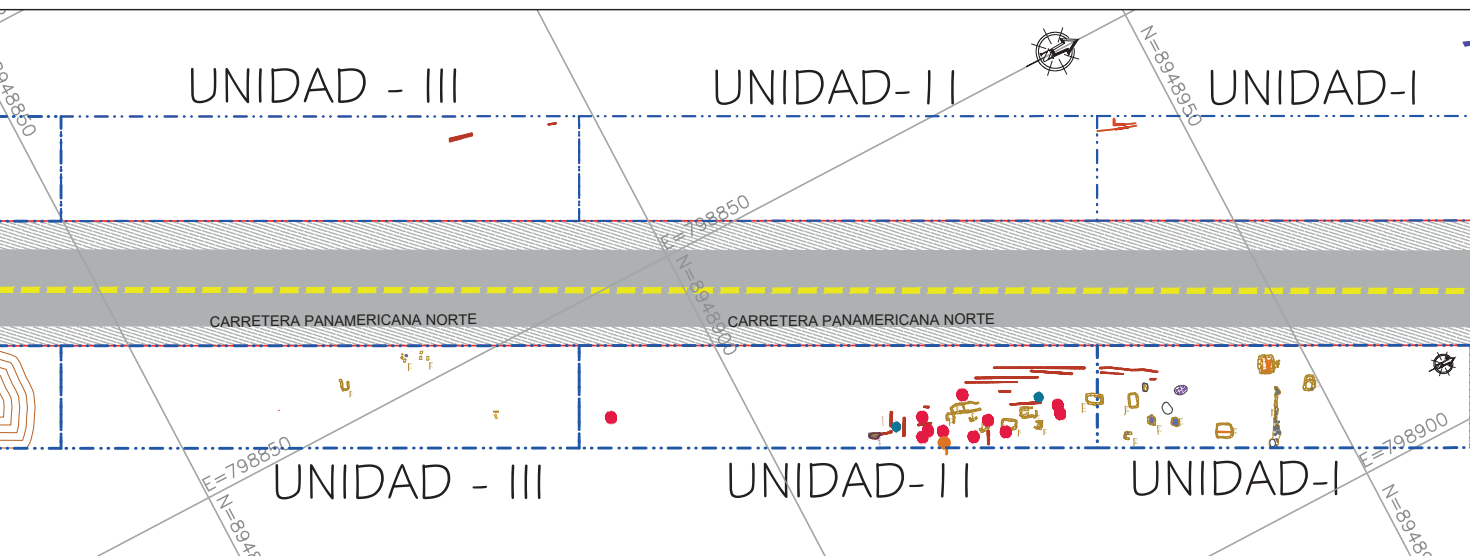 N=8948950
UNIDAD - III
UNIDAD-II
UNIDAD-I
E=798850
N=8948900
CARRETERA PANAMERICANA NORTE
CARRETERA PANAMERICANA NORTE
E=798850
E=798900
UNIDAD - III
UNIDAD-II
UNIDAD-I